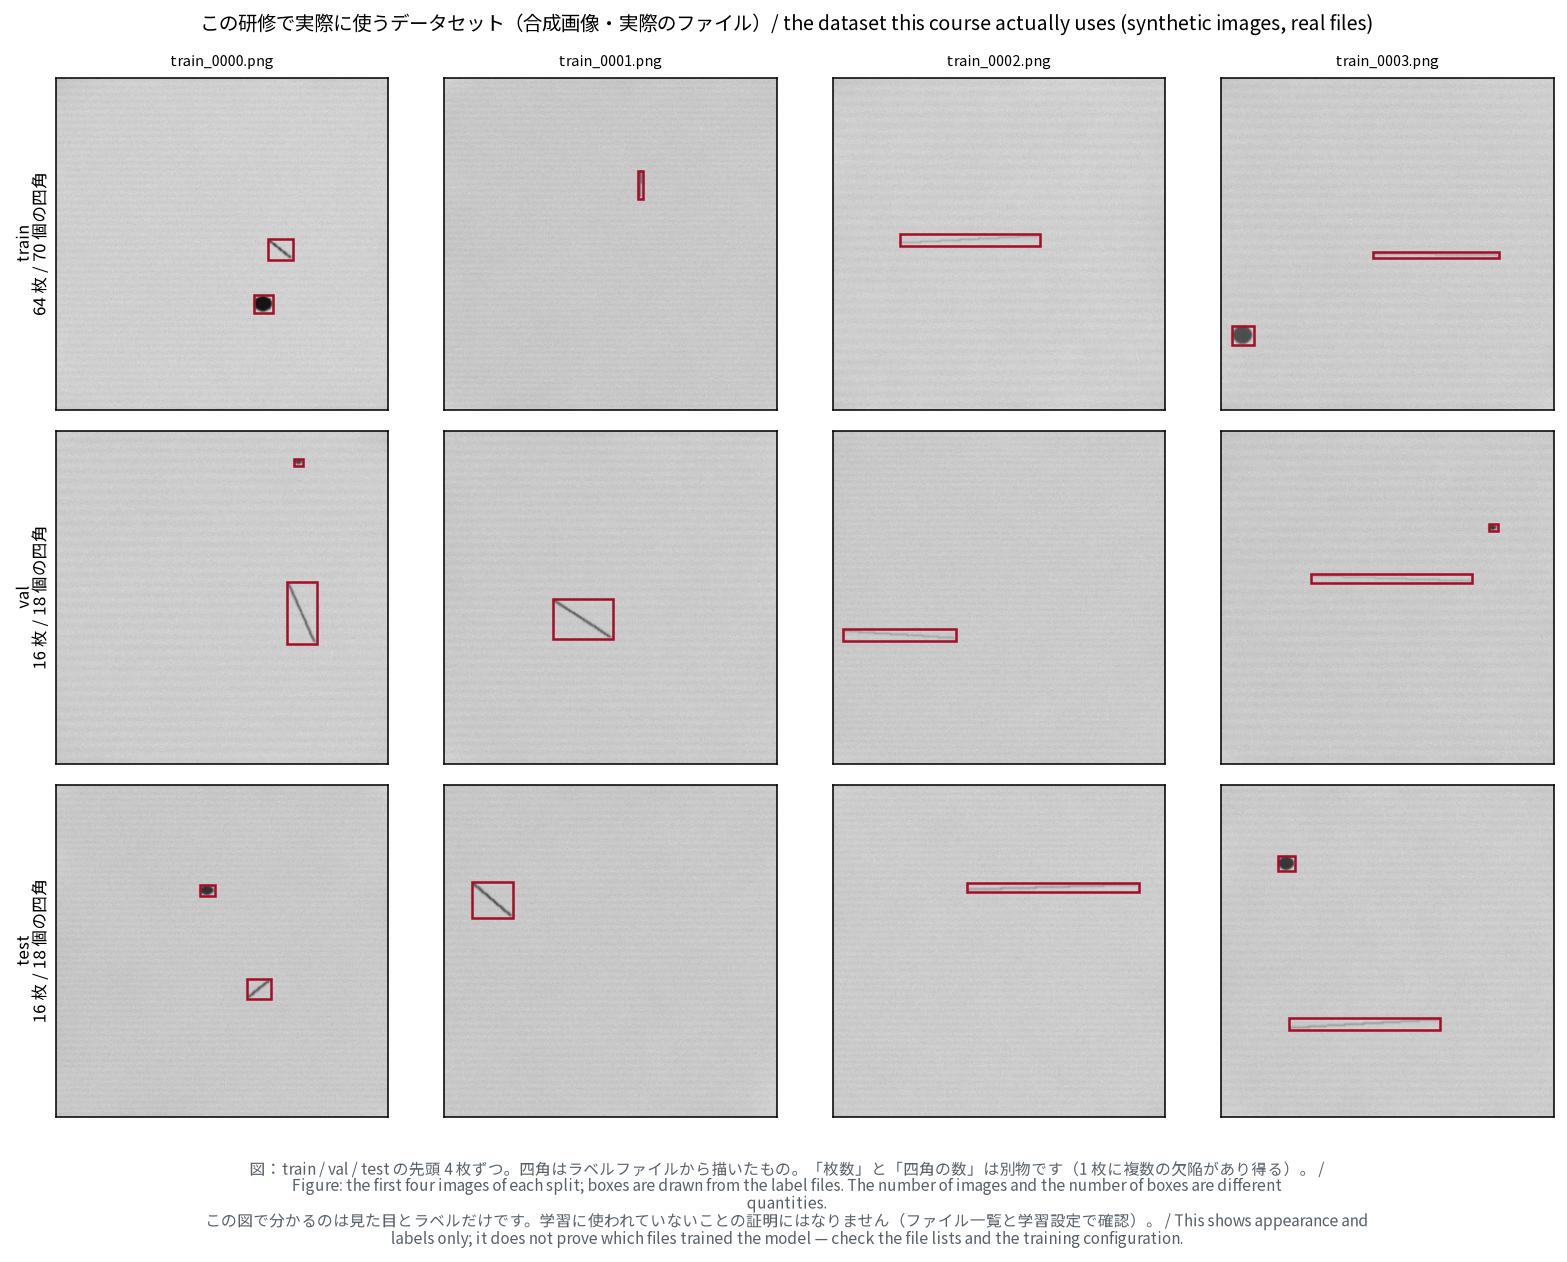 この研修で実際に使うデータセット（合成画像・実際のファイル）/ the dataset this course actually uses (synthetic images, real files)
train_0000.png
train_0001.png
train_0002.png
train_0003.png
train
64 枚 / 70 個の四角
val
16 枚 / 18 個の四角
test
16 枚 / 18 個の四角
図：train / val / test の先頭 4 枚ずつ。四角はラベルファイルから描いたもの。「枚数」と「四角の数」は別物です（1 枚に複数の欠陥があり得る）。 /
Figure: the first four images of each split; boxes are drawn from the label files. The number of images and the number of boxes are different
quantities.
この図で分かるのは見た目とラベルだけです。学習に使われていないことの証明にはなりません（ファイル一覧と学習設定で確認）。 / This shows appearance and
labels only; it does not prove which files trained the model — check the file lists and the training configuration.